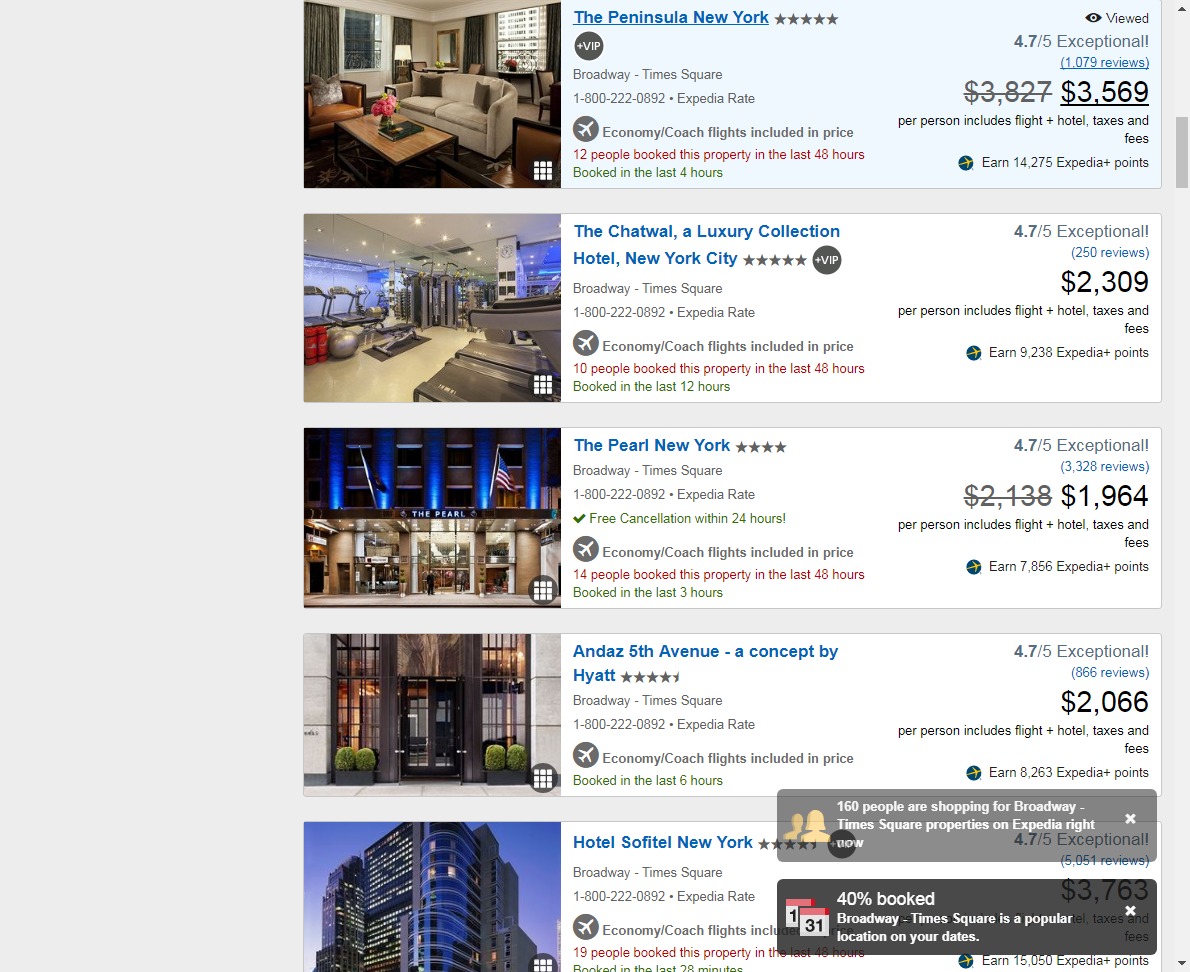 The Peninsula New York
+VIP
Broadway - Times Square
1-800-222-0892 • Expedia Rate
Economy/Coach flights included in price
12 people booked this property in the last 48 hours
Booked in the last 4 hours
Viewed
4.7/5 Exceptional!
(1,079 reviews)
$3,827 $3,569
per person includes flight + hotel, taxes and
fees
Earn 14,275 Expedia+ points
The Chatwal, a Luxury Collection
Hotel, New York City +VIP
Broadway - Times Square
1-800-222-0892 • Expedia Rate
Economy/Coach flights included in price
10 people booked this property in the last 48 hours
Booked in the last 12 hours
4.7/5 Exceptional!
(250 reviews)
$2,309
per person includes flight + hotel, taxes and
fees
Earn 9,238 Expedia+ points
THE PEARL
The Pearl New York
Broadway - Times Square
1-800-222-0892 • Expedia Rate
Free Cancellation within 24 hours!
Economy/Coach flights included in price
14 people booked this property in the last 48 hours
Booked in the last 3 hours
4.7/5 Exceptional!
(3,328 reviews)
$2,138 $1,964
per person includes flight + hotel, taxes and
fees
Earn 7,856 Expedia+ points
Andaz 5th Avenue - a concept by
Hyatt
Broadway - Times Square
1-800-222-0892 • Expedia Rate
Economy/Coach flights included in price
Booked in the last 6 hours
4.7/5 Exceptional!
(866 reviews)
$2,066
per person includes flight + hotel, taxes and
fees
Earn 8,263 Expedia+ points
Hotel Sofitel New York
Broadway - Times Square
1-800-222-0892 • Expedia Rate
Economy/Coach flights included in price
19 people booked this property in the last 48 hours
Booked in the last 28 minutes
4.7/5 Exceptional!
(5,051 reviews)
$3,763
taxes and
fees
Earn 15,050 Expedia+ points
160 people are shopping for Broadway -
Times Square properties on Expedia right
now
1
31
40% booked
Broadway - Times Square is a popular
location on your dates.